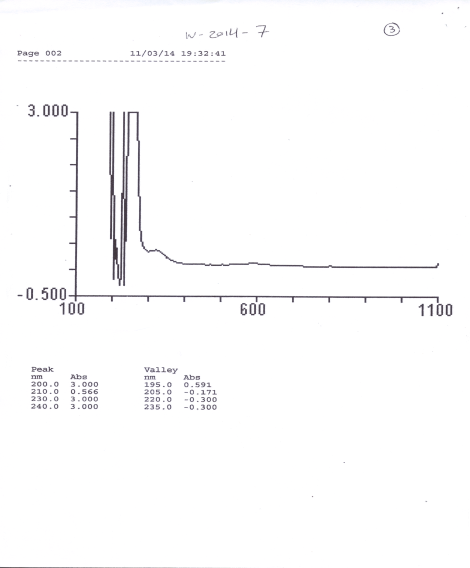 W-2014-7
3
Page 002 11/03/14 19:32:41
3.000
-0.500
100 600 1100
Peak Valley
nm Abs nm Abs
200.0 3.000 195.0 0.591
210.0 0.566 205.0 -0.171
230.0 3.000 220.0 -0.300
240.0 3.000 235.0 -0.300